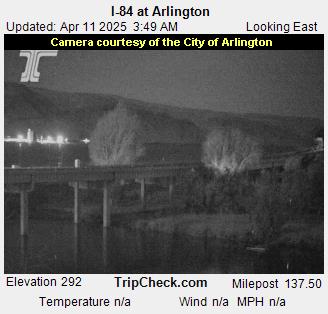 I-84 at Arlington
Updated: Apr 11 2025 3:49 AM Looking East
Camera courtesy of the City of Arlington
Elevation 292 TripCheck.com Milepost 137.50
Temperature n/a Wind n/a MPH n/a